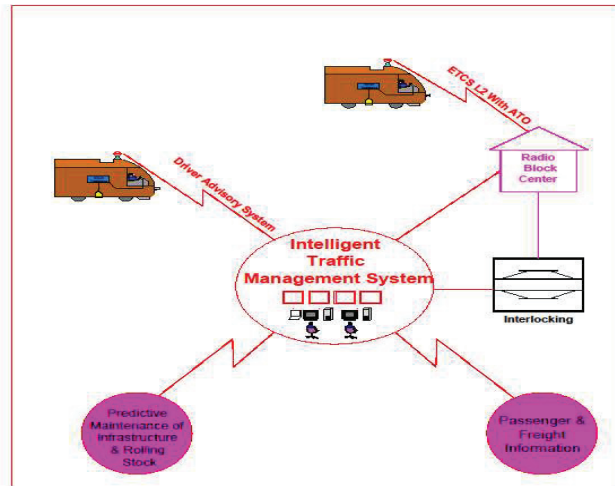 ETCS L2 With ATO
Radio
Block
Center
Driver Advisory System
Intelligent
Traffic
Management System
Interlocking
Predictive
Maintenance of
Infrastructure
& Rolling
Stock
Passenger &
Freight
Information